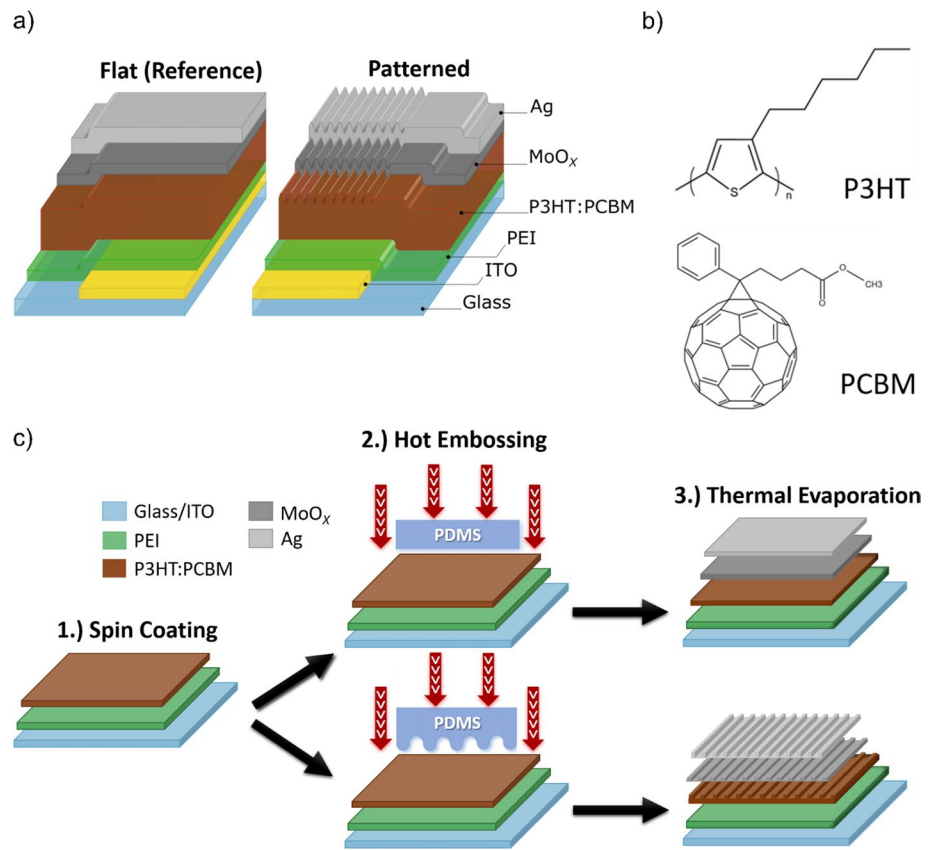 a)
Flat (Reference)
Patterned
Ag
MoOX
P3HT:PCBM
PEI
ITO
Glass
b)
S
n
P3HT
O
O
CH3
PCBM
c)
Glass/ITO
PEI
P3HT:PCBM
MoOX
Ag
1.) Spin Coating
2.) Hot Embossing
PDMS
PDMS
3.) Thermal Evaporation